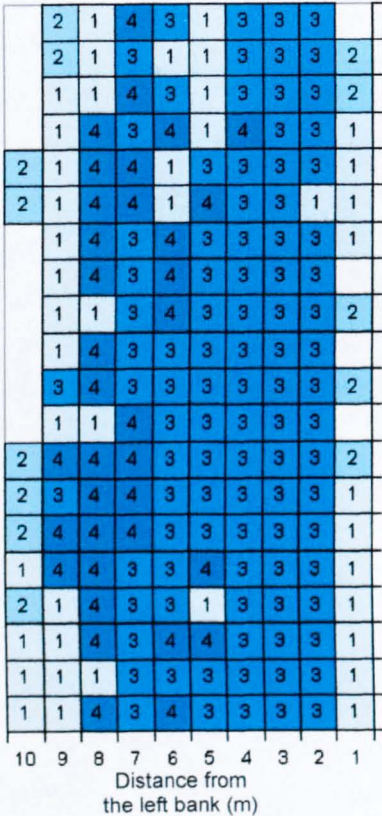 2 1 4 3 1 3 3 3
2 1 3 1 1 3 3 3 2
1 1 4 3 1 3 3 3 2
1 4 3 4 1 4 3 3 1
2 1 4 4 1 3 3 3 3 1
2 1 4 4 1 4 3 3 1 1
1 4 3 4 3 3 3 3 1
1 4 3 4 3 3 3 3
1 1 3 4 3 3 3 3 2
1 4 3 3 3 3 3 3
3 4 3 3 3 3 3 3 2
1 1 4 3 3 3 3 3
2 4 4 4 3 3 3 3 3 2
2 3 4 4 3 3 3 3 3 1
2 4 4 4 3 3 3 3 3 1
1 4 4 3 3 4 3 3 3 1
2 1 4 3 3 1 3 3 3 1
1 1 4 3 4 4 3 3 3 1
1 1 1 3 3 3 3 3 3 1
1 1 4 3 4 3 3 3 3 1
10 9 8 7 6 5 4 3 2 1
Distance from
the left bank (m)